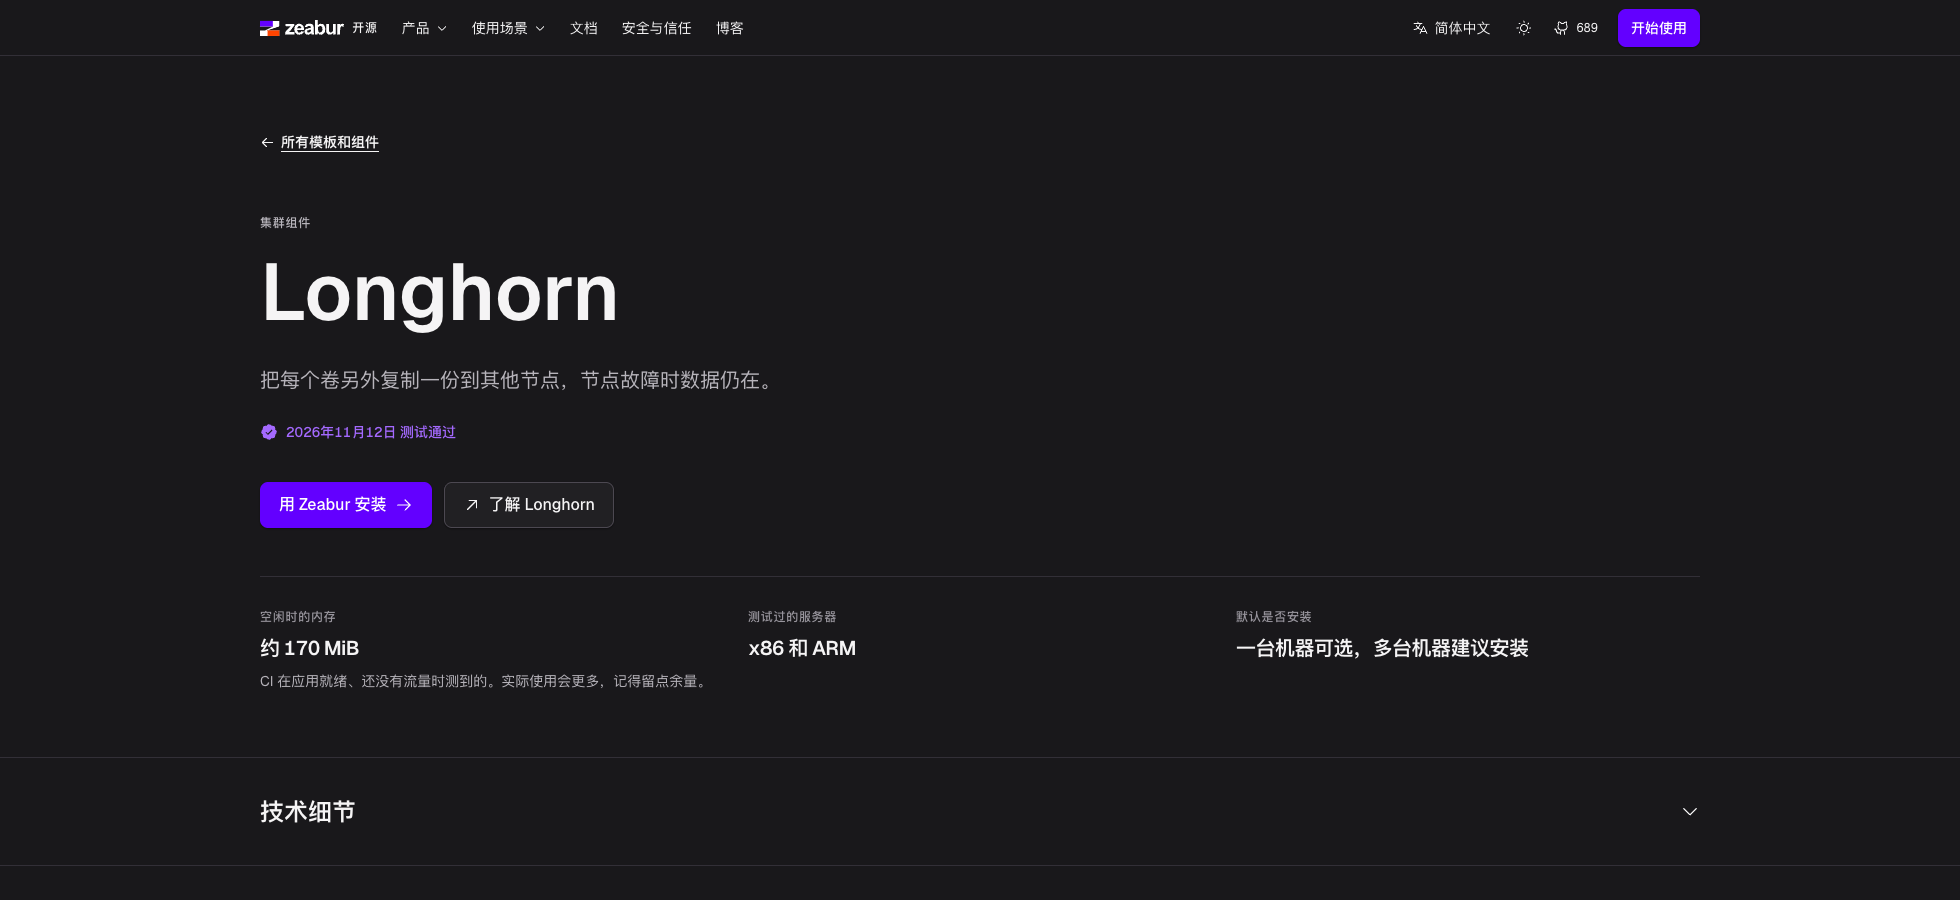 zeabur 开源 产品 使用场景 文档 安全与信任 博客 简体中文 689 开始使用
所有模板和组件
集群组件
Longhorn
把每个卷另外复制一份到其他节点，节点故障时数据仍在。
2026年11月12日 测试通过
用 Zeabur 安装 了解 Longhorn
空闲时的内存 测试过的服务器 默认是否安装
约 170 MiB x86 和 ARM 一台机器可选，多台机器建议安装
CI 在应用就绪、还没有流量时测到的。实际使用会更多，记得留点余量。
技术细节